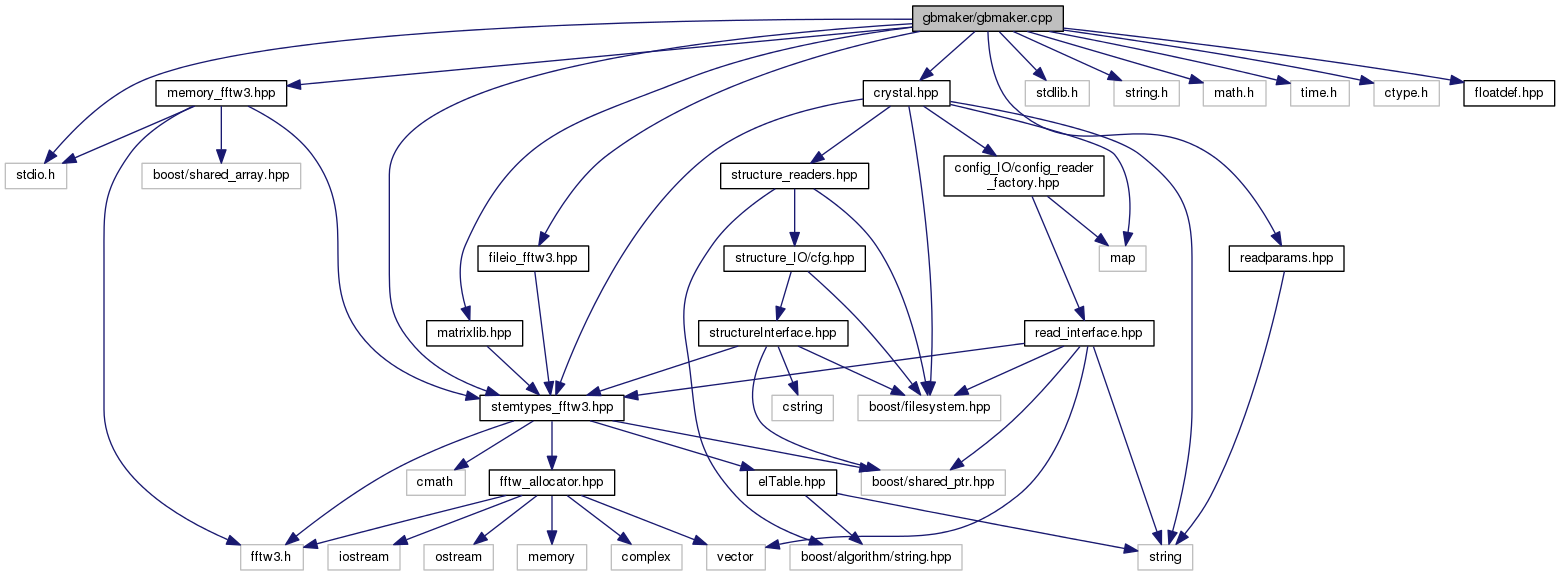 gbmaker/gbmaker.cpp
memory_fftw3.hpp
crystal.hpp
stdlib.h
string.h
math.h
time.h
ctype.h
floatdef.hpp
stdio.h
boost/shared_array.hpp
structure_readers.hpp
config_IO/config_reader
_factory.hpp
fileio_fftw3.hpp
structure_IO/cfg.hpp
map
readparams.hpp
matrixlib.hpp
structureInterface.hpp
read_interface.hpp
stemtypes_fftw3.hpp
cstring
boost/filesystem.hpp
cmath
fftw_allocator.hpp
elTable.hpp
boost/shared_ptr.hpp
fftw3.h
iostream
ostream
memory
complex
vector
boost/algorithm/string.hpp
string